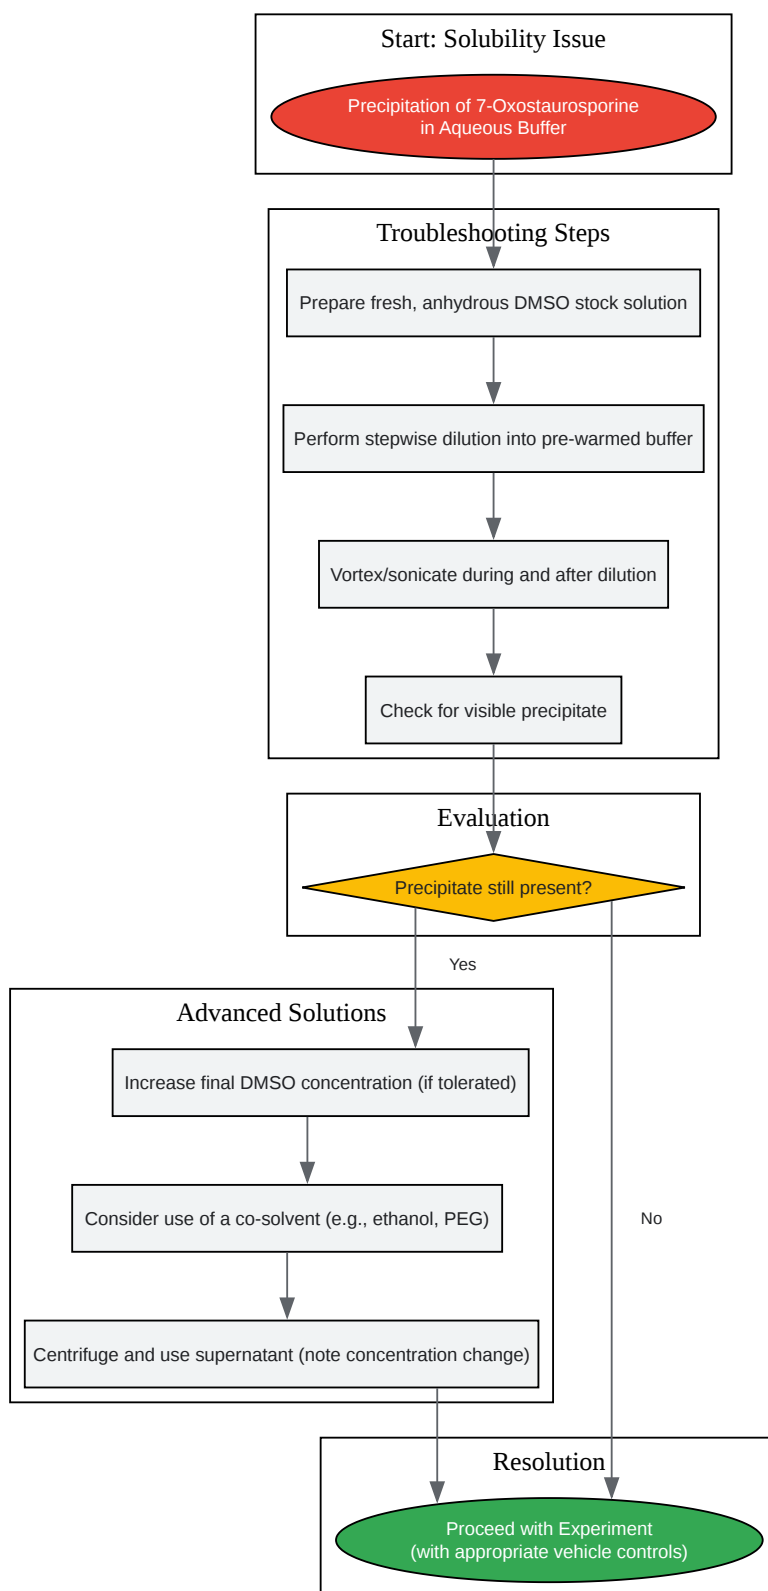 Start: Solubility Issue
Precipitation of 7-Oxostaurosporine
in Aqueous Buffer
Troubleshooting Steps
Prepare fresh, anhydrous DMSO stock solution
Perform stepwise dilution into pre-warmed buffer
Vortex/sonicate during and after dilution
Check for visible precipitate
Evaluation
Precipitate still present?
Yes
Advanced Solutions
Increase final DMSO concentration (if tolerated)
Consider use of a co-solvent (e.g., ethanol, PEG)
No
Centrifuge and use supernatant (note concentration change)
Resolution
Proceed with Experiment
(with appropriate vehicle controls)